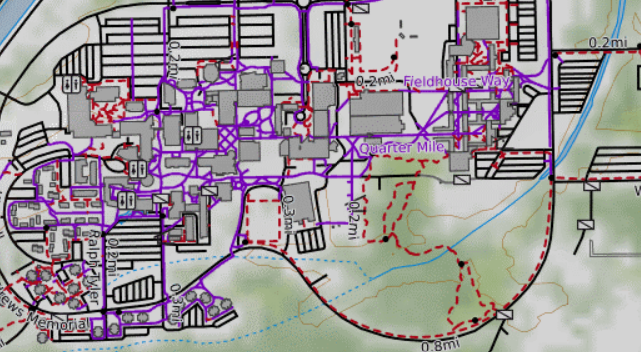 0.2mi
0.2mi
0.2mi
Fieldhouse Way
Quarter Mile
0.3mi
0.2mi
Ralph Tyler
0.2mi
0.3mi
ews Memorial
0.8mi